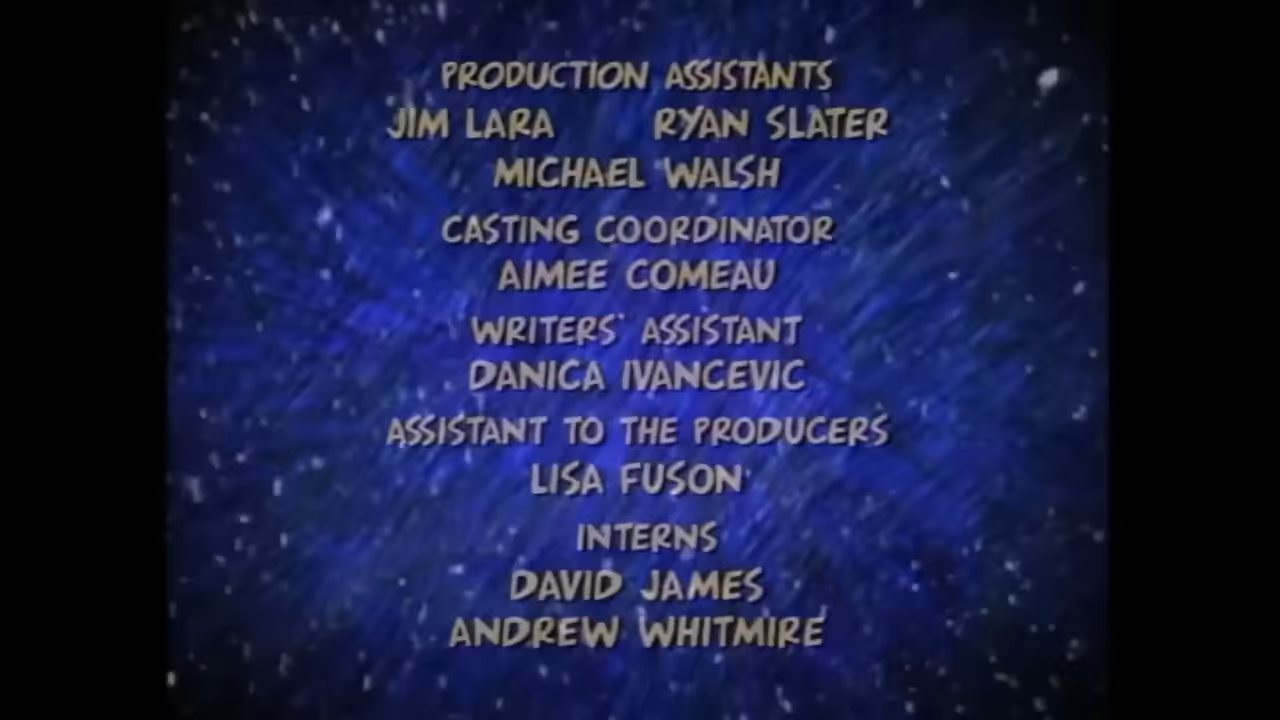 PRODUCTION ASSISTANTS
JIM LARA RYAN SLATER
MICHAEL WALSH
CASTING COORDINATOR
AIMEE COMEAU
WRITERS' ASSISTANT
DANICA IVANCEVIC
ASSISTANT TO THE PRODUCERS
LISA FUSON
INTERNS
DAVID JAMES
ANDREW WHITMIRE